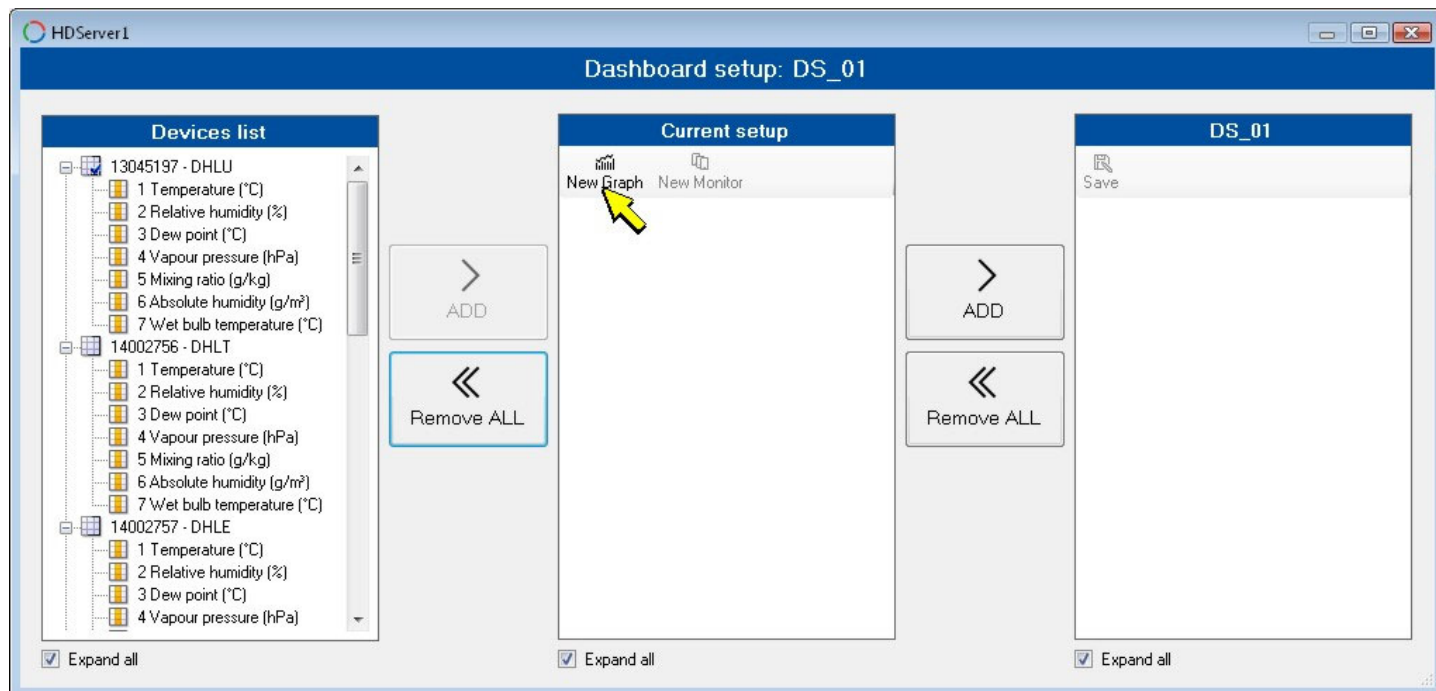 HDServer1
Dashboard setup: DS_01
Devices list
13045197 - DHLU
1 Temperature (°C)
2 Relative humidity (%)
3 Dew point (°C)
4 Vapour pressure (hPa)
5 Mixing ratio (g/kg)
6 Absolute humidity (g/m³)
7 Wet bulb temperature (°C)
14002756 - DHLT
1 Temperature (°C)
2 Relative humidity (%)
3 Dew point (°C)
4 Vapour pressure (hPa)
5 Mixing ratio (g/kg)
6 Absolute humidity (g/m³)
7 Wet bulb temperature (°C)
14002757 - DHLE
1 Temperature (°C)
2 Relative humidity (%)
3 Dew point (°C)
4 Vapour pressure (hPa)
Expand all
ADD
Remove ALL
Current setup
New Graph New Monitor
Expand all
ADD
Remove ALL
DS_01
Save
Expand all